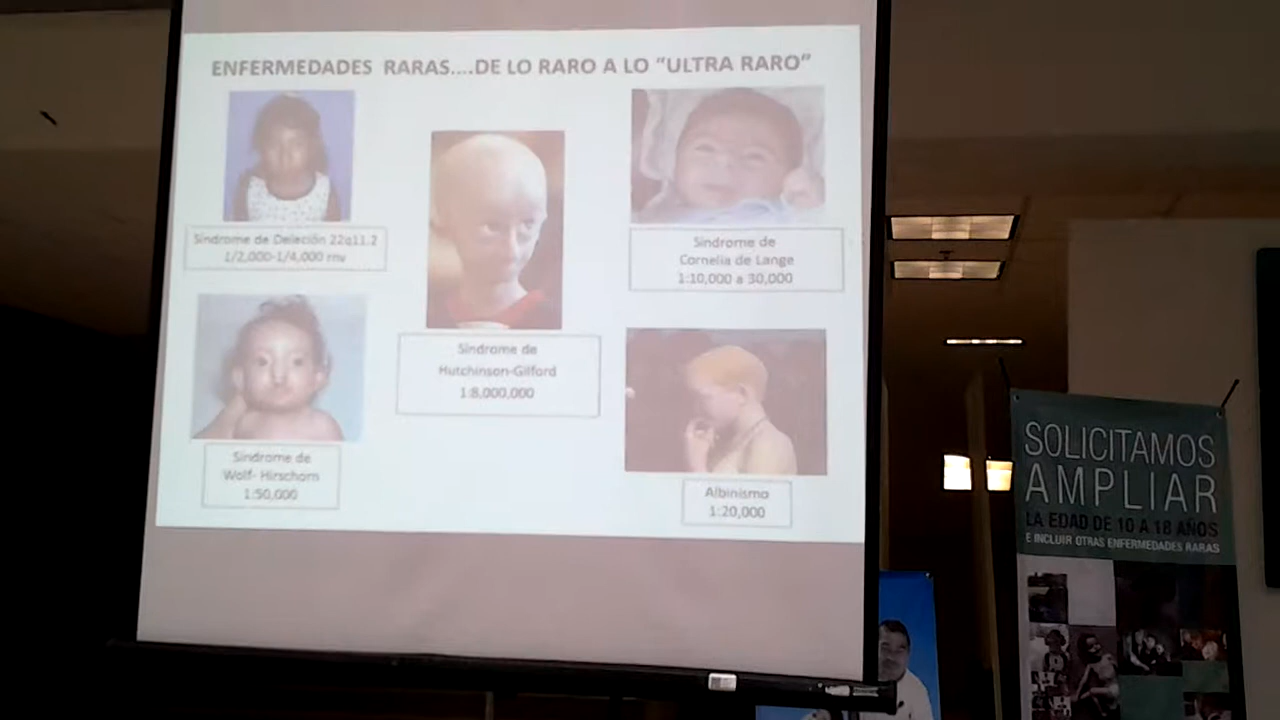 ENFERMEDADES RARAS....DE LO RARO A LO “ULTRA RARO”
Síndrome de Deleción 22q11.2
1/2,000-1/4,000 rnv
Síndrome de
Wolf- Hirschorn
1:50,000
Síndrome de
Hutchinson-Gilford
1:8,000,000
Síndrome de
Cornelia de Lange
1:10,000 a 30,000
Albinismo
1:20,000
SOLICITAMOS
AMPLIAR
LA EDAD DE 10 A 18 AÑOS
E INCLUIR OTRAS ENFERMEDADES RARAS